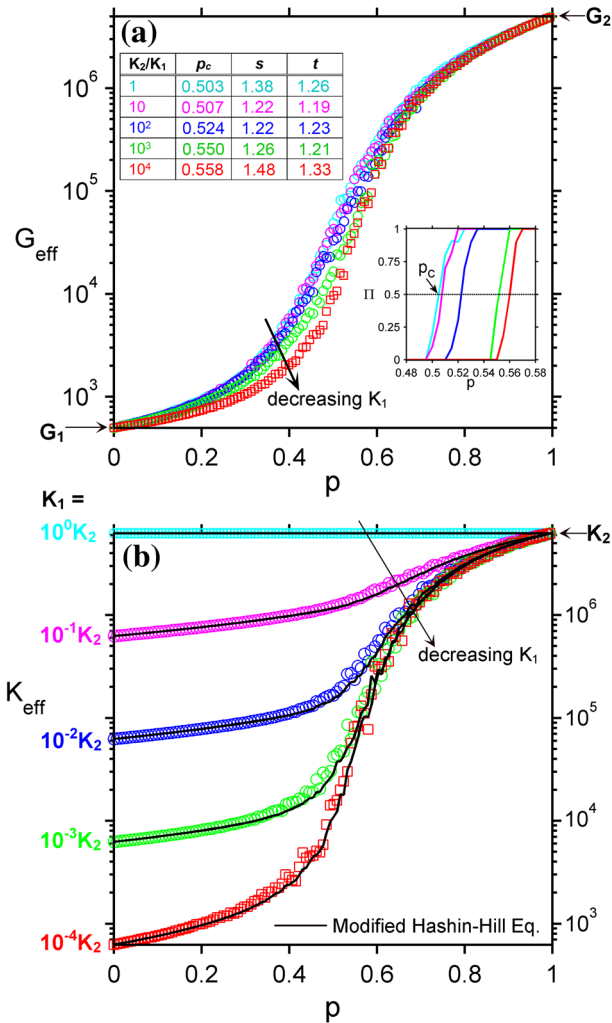 (a)
G₂
K₂/K₁ p_c s t
1 0.503 1.38 1.26
10 0.507 1.22 1.19
10² 0.524 1.22 1.23
10³ 0.550 1.26 1.21
10⁴ 0.558 1.48 1.33
10⁶
10⁵
G_eff
10⁴
10³
1
p_c
Π 0.5
0
0.48 0.50 0.52 0.54 0.56 0.58
p
decreasing K₁
G₁
0 0.2 0.4 0.6 0.8 1
p
K₁ =
(b)
10⁰K₂
K₂
10⁻¹K₂
10⁶
decreasing K₁
K_eff
10⁻²K₂
10⁵
10⁻³K₂
10⁴
10⁻⁴K₂
Modified Hashin-Hill Eq.
10³
0 0.2 0.4 0.6 0.8 1
p